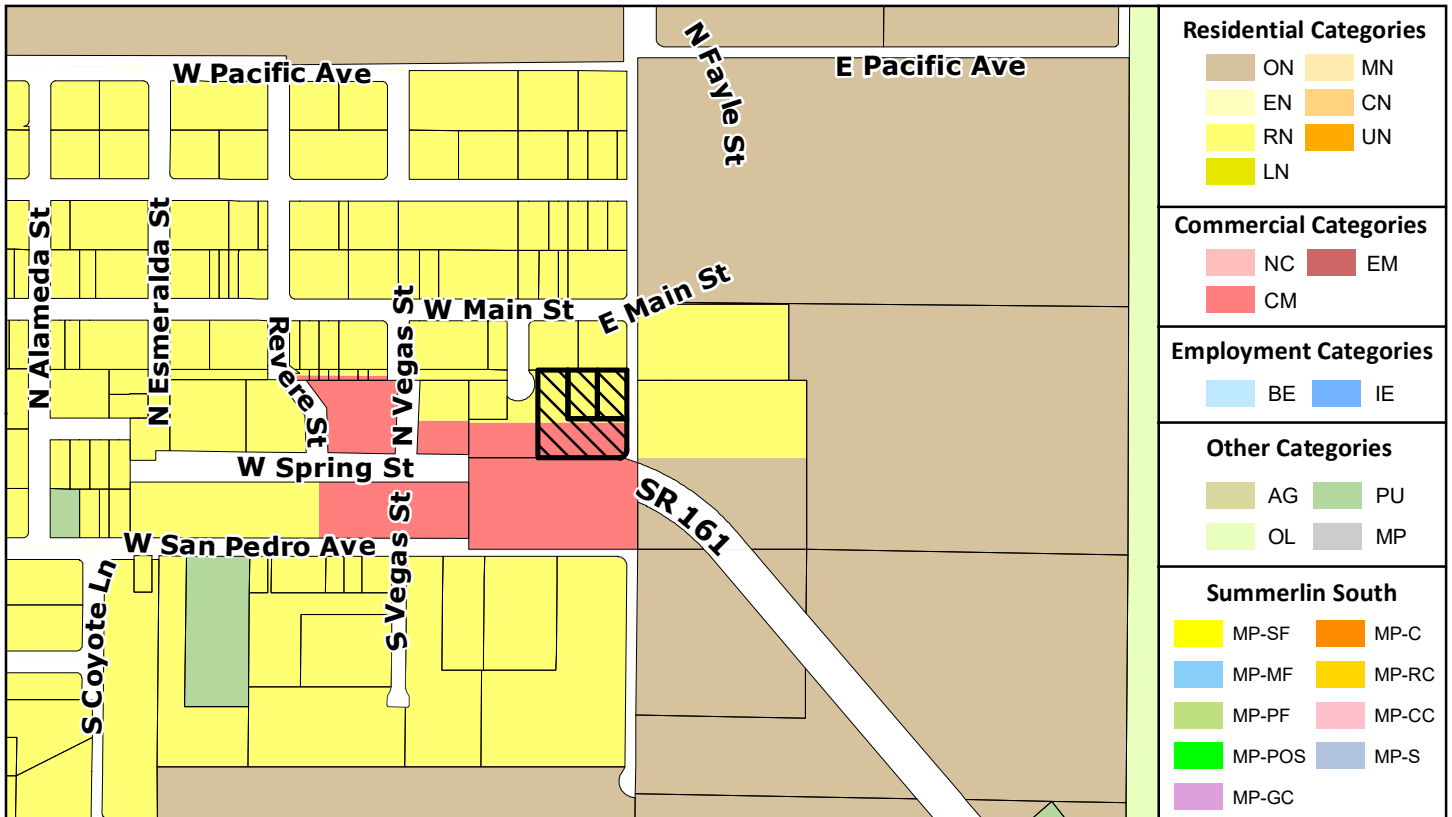 W Pacific Ave
N Fayle St
E Pacific Ave
N Alameda St
N Esmeralda St
Revere St
N Vegas St
W Main St
E Main St
W Spring St
SR 161
W San Pedro Ave
S Coyote Ln
S Vegas St
Residential Categories
ON MN
EN CN
RN UN
LN
Commercial Categories
NC EM
CM
Employment Categories
BE IE
Other Categories
AG PU
OL MP
Summerlin South
MP-SF MP-C
MP-MF MP-RC
MP-PF MP-CC
MP-POS MP-S
MP-GC